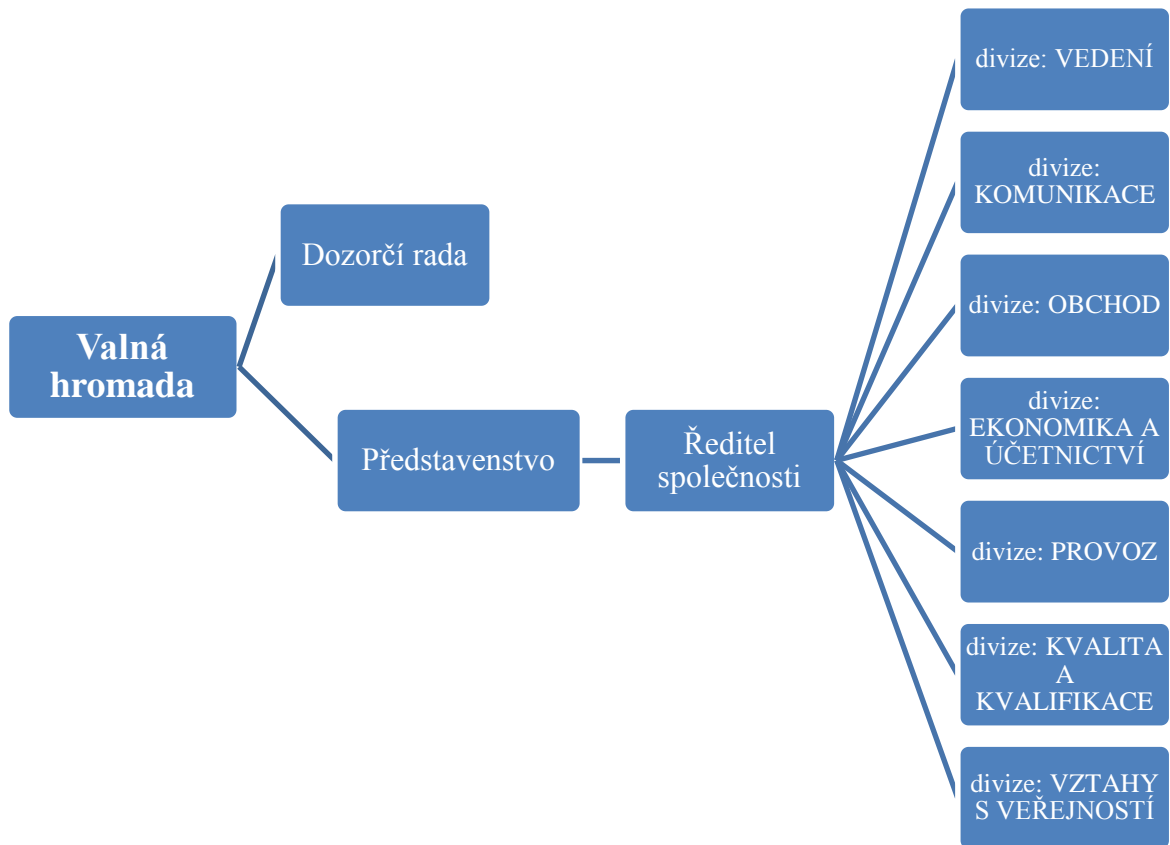 Valná
hromada
Dozorčí rada
Představenstvo
Ředitel
společnosti
divize: VEDENÍ
divize:
KOMUNIKACE
divize: OBCHOD
divize:
EKONOMIKA A
ÚČETNICTVÍ
divize: PROVOZ
divize: KVALITA
A
KVALIFIKACE
divize: VZTAHY
S VEŘEJNOSTÍ